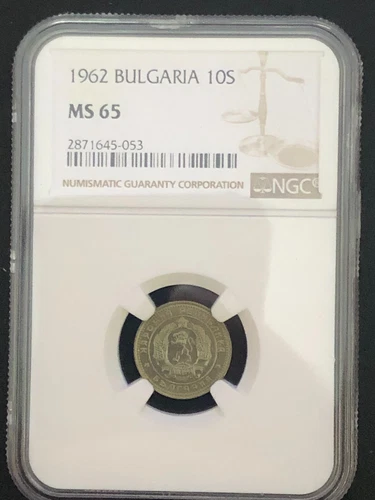 1962 BULGARIA 10S
MS 65
2871645-053
NUMISMATIC GUARANTY CORPORATION
NGC